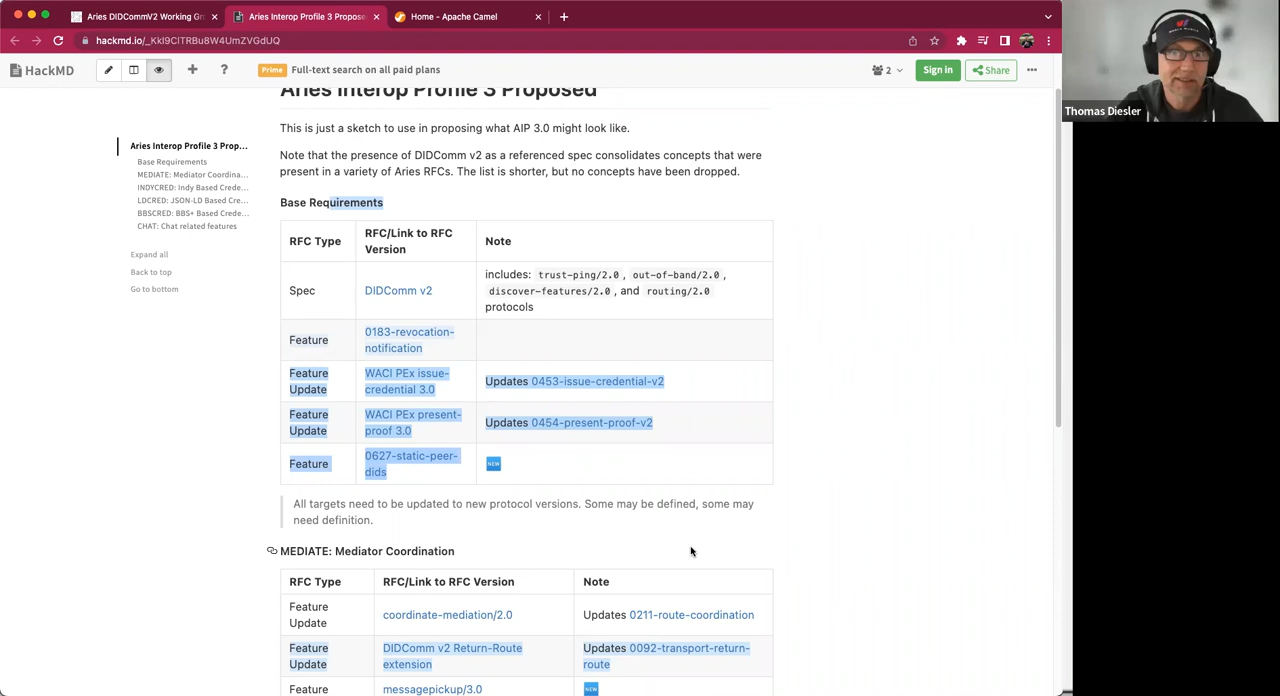 Aries DIDCommV2 Working Gr
Aries Interop Profile 3 Propose
Home - Apache Camel
hackmd.io/_KkI9ClTRBu8W4UmZVGdUQ
HackMD
Prime Full-text search on all paid plans
2
Sign in
Share
Thomas Diesler
Aries Interop Profile 3 Prop...
Base Requirements
MEDIATE: Mediator Coordina...
INDYCRED: Indy Based Crede...
LDCRED: JSON-LD Based Cre...
BBSCRED: BBS+ Based Crede...
CHAT: Chat related features
Expand all
Back to top
Go to bottom
Aries Interop Profile 3 Proposed
This is just a sketch to use in proposing what AIP 3.0 might look like.
Note that the presence of DIDComm v2 as a referenced spec consolidates concepts that were
present in a variety of Aries RFCs. The list is shorter, but no concepts have been dropped.
Base Requirements
RFC Type
RFC/Link to RFC
Version
Note
Spec
DIDComm v2
includes: trust-ping/2.0 , out-of-band/2.0 ,
discover-features/2.0 , and routing/2.0
protocols
Feature
0183-revocation-
notification
Feature
Update
WACI PEx issue-
credential 3.0
Updates 0453-issue-credential-v2
Feature
Update
WACI PEx present-
proof 3.0
Updates 0454-present-proof-v2
Feature
0627-static-peer-
dids
NEW
All targets need to be updated to new protocol versions. Some may be defined, some may
need definition.
MEDIATE: Mediator Coordination
RFC Type
RFC/Link to RFC Version
Note
Feature
Update
coordinate-mediation/2.0
Updates 0211-route-coordination
Feature
Update
DIDComm v2 Return-Route
extension
Updates 0092-transport-return-
route
Feature
messagepickup/3.0
NEW